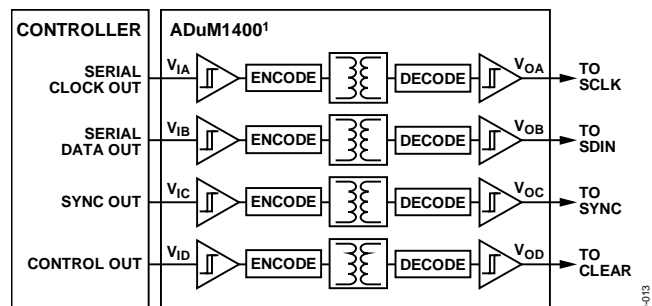 CONTROLLER
ADuM1400¹
SERIAL
CLOCK OUT
V_IA
ENCODE
DECODE
V_OA
TO
SCLK
SERIAL
DATA OUT
V_IB
ENCODE
DECODE
V_OB
TO
SDIN
SYNC OUT
V_IC
ENCODE
DECODE
V_OC
TO
SYNC
CONTROL OUT
V_ID
ENCODE
DECODE
V_OD
TO
CLEAR
-013